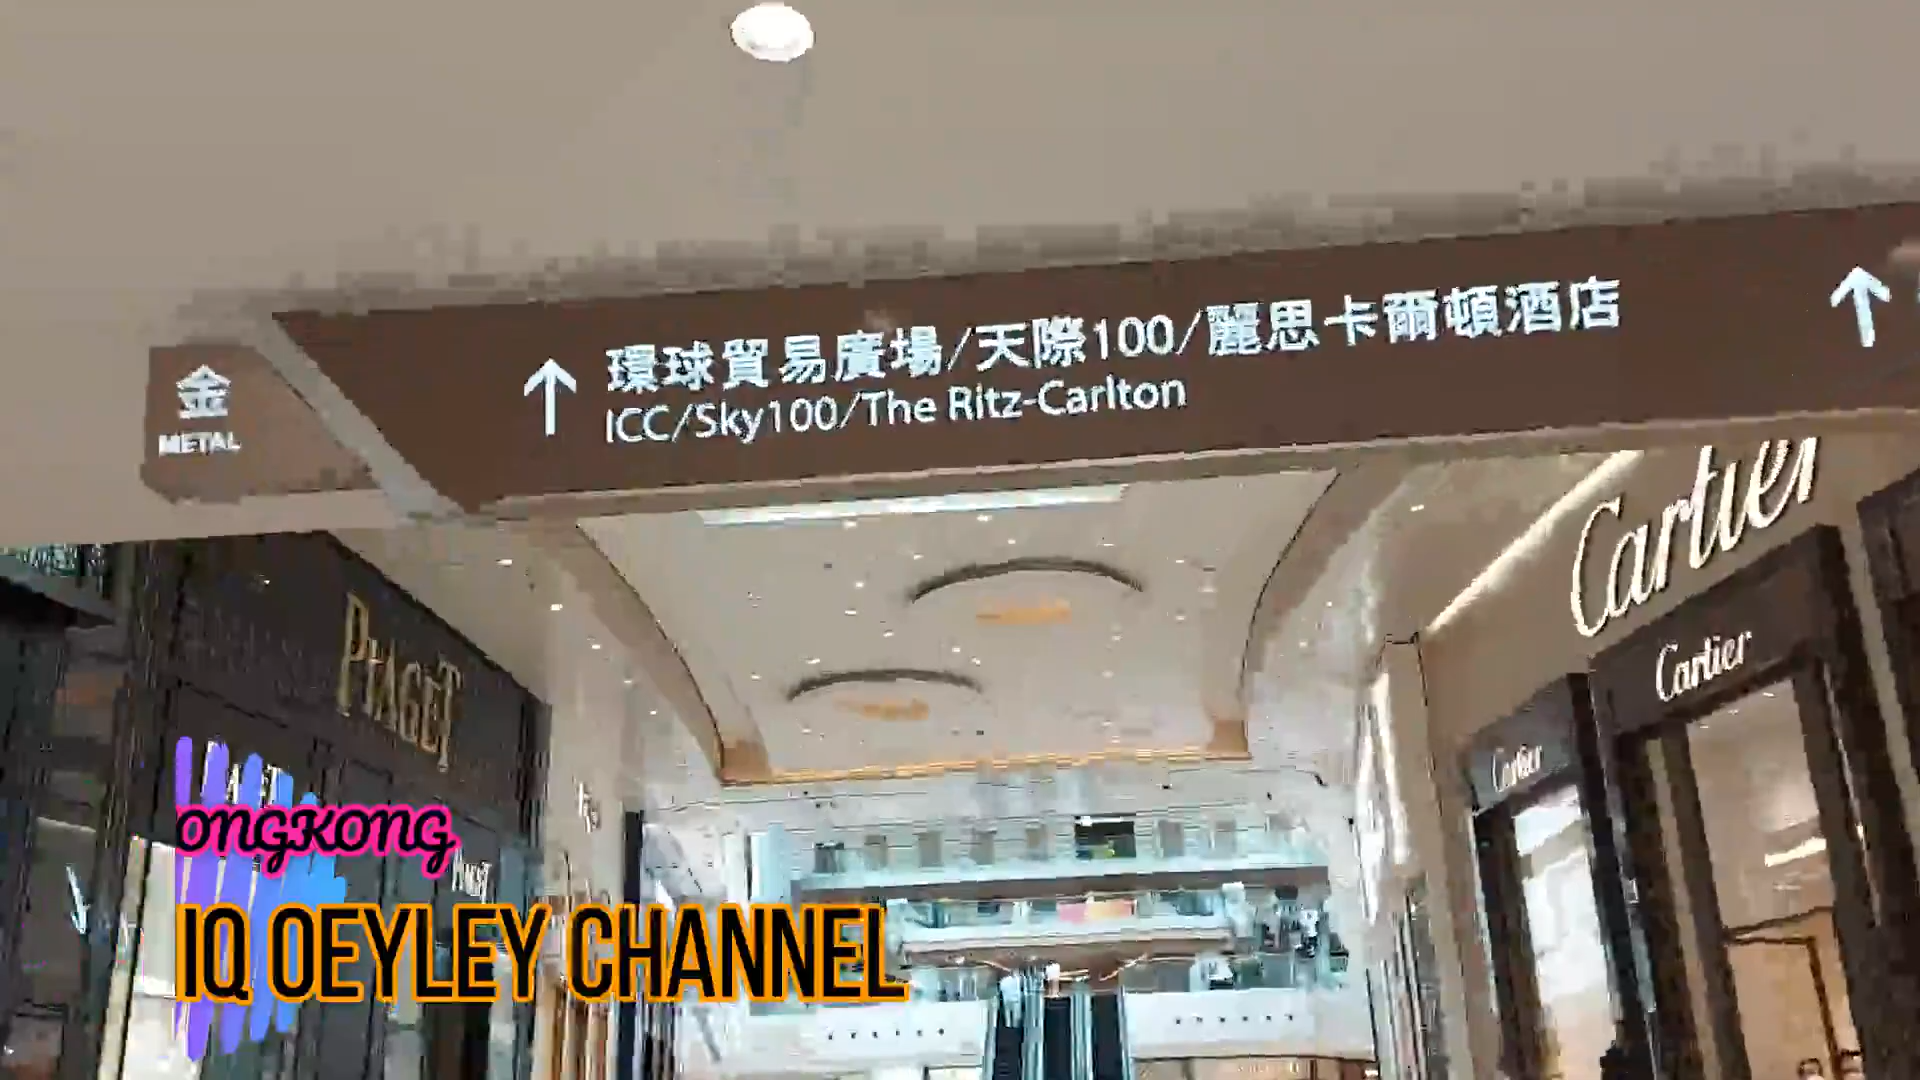 環球貿易廣場/天際100/麗思卡爾頓酒店
ICC/Sky100/The Ritz-Carlton
金
METAL
Cartier
Cartier
Cartier
PIAGET
PIAGET
ongkong
IQ OEYLEY CHANNEL